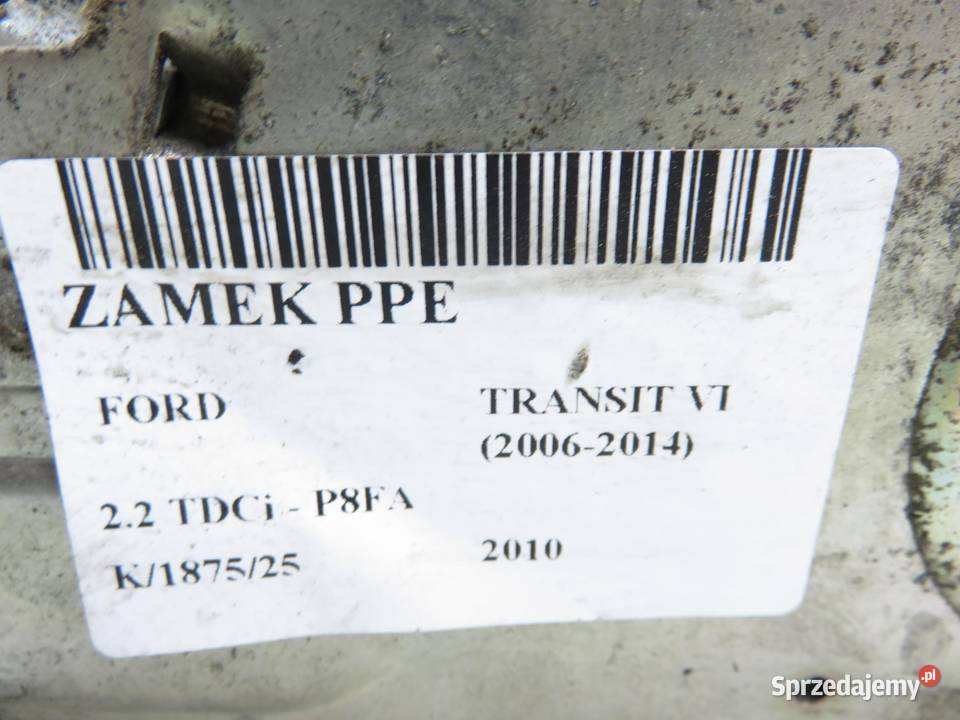 ZAMEK PPE
FORD
TRANSIT VI
(2006-2014)
2.2 TDCi - P8FA
K/1875/25
2010
Sprzedajemy.pl